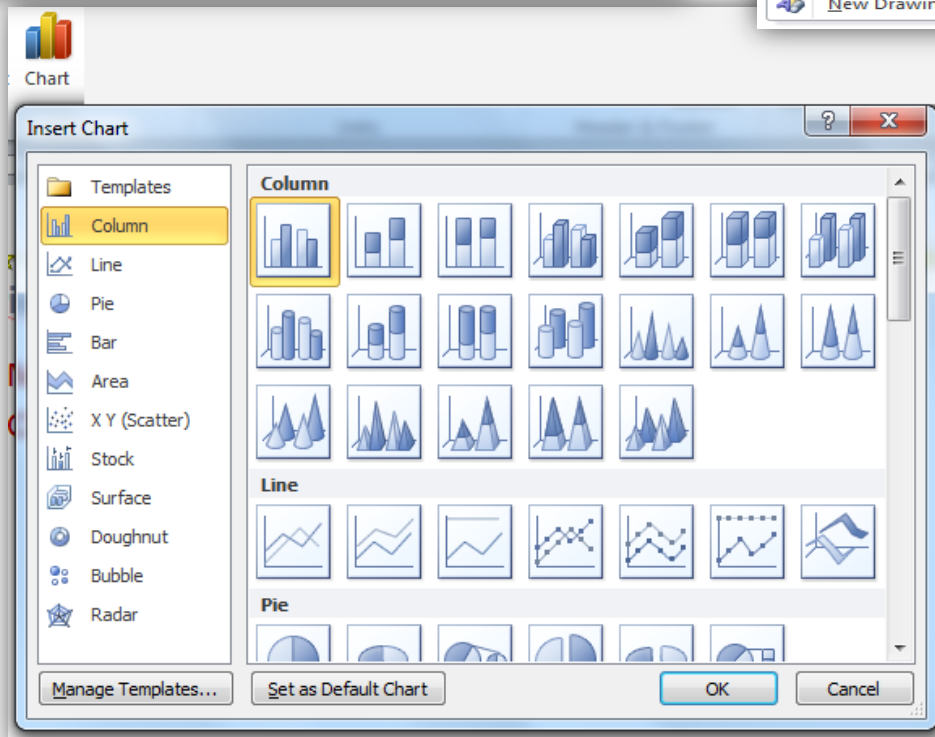 New Drawin
Chart
Insert Chart
Templates
Column
Line
Pie
Bar
Area
X Y (Scatter)
Stock
Surface
Doughnut
Bubble
Radar
Column
Line
Pie
Manage Templates...
Set as Default Chart
OK
Cancel